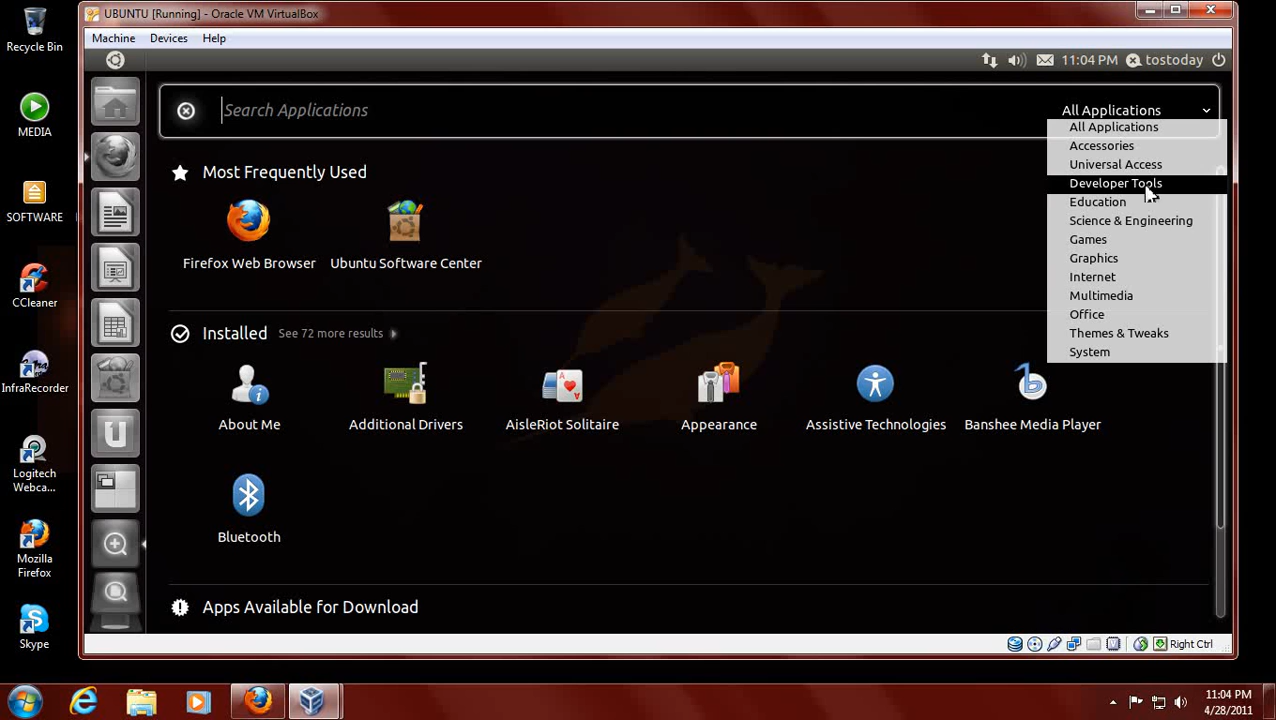 UBUNTU [Running] - Oracle VM VirtualBox
Machine Devices Help
11:04 PM tostoday
Recycle Bin
MEDIA
SOFTWARE
CCleaner
InfraRecorder
Logitech
Webca...
Mozilla
Firefox
Skype
Search Applications
All Applications
All Applications
Accessories
Universal Access
Developer Tools
Education
Science & Engineering
Games
Graphics
Internet
Multimedia
Office
Themes & Tweaks
System
Most Frequently Used
Firefox Web Browser Ubuntu Software Center
Installed See 72 more results
About Me Additional Drivers AisleRiot Solitaire Appearance Assistive Technologies Banshee Media Player
Bluetooth
Apps Available for Download
Right Ctrl
11:04 PM
4/28/2011